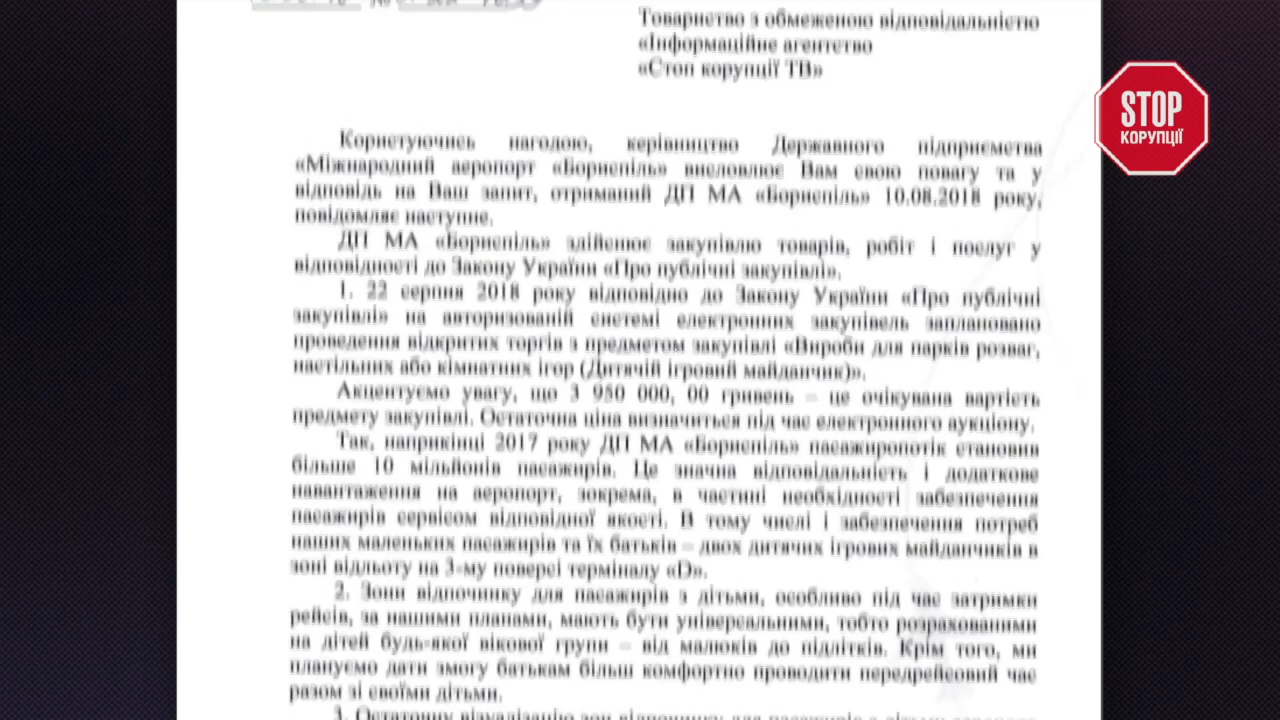 Товариство з обмеженою відповідальністю
«Інформаційне агентство
«Стоп корупції ТВ»
STOP
КОРУПЦІЇ
Користуючись нагодою, керівництво Державного підприємства
«Міжнародний аеропорт «Бориспіль» висловлює Вам свою повагу та у
відповідь на Ваш запит, отриманий ДП МА «Бориспіль» 10.08.2018 року,
повідомляє наступне.
ДП МА «Бориспіль» здійснює закупівлю товарів, робіт і послуг у
відповідності до Закону України «Про публічні закупівлі».
1. 22 серпня 2018 року відповідно до Закону України «Про публічні
закупівлі» на авторизованій системі електронних закупівель заплановано
проведення відкритих торгів з предметом закупівлі «Вироби для парків розваг,
настільних або кімнатних ігор (Дитячій ігровий майданчик)».
Акцентуємо увагу, що 3 950 000, 00 гривень – це очікувана вартість
предмету закупівлі. Остаточна ціна визначиться під час електронного аукціону.
Так, наприкінці 2017 року ДП МА «Бориспіль» пасажиропотік становив
більше 10 мільйонів пасажирів. Це значна відповідальність і додаткове
навантаження на аеропорт, зокрема, в частині необхідності забезпечення
пасажирів сервісом відповідної якості. В тому числі і забезпечення потреб
наших маленьких пасажирів та їх батьків – двох дитячих ігрових майданчиків в
зоні відльоту на 3-му поверсі терміналу «D».
2. Зони відпочинку для пасажирів з дітьми, особливо під час затримки
рейсів, за нашими планами, мають бути універсальними, тобто розрахованими
на дітей будь-якої вікової групи – від малюків до підлітків. Крім того, ми
плануємо дати змогу батькам більш комфортно проводити передрейсовий час
разом зі своїми дітьми.
3. Остаточну візуалізацію зон відпочинку для пасажирів з дітьми